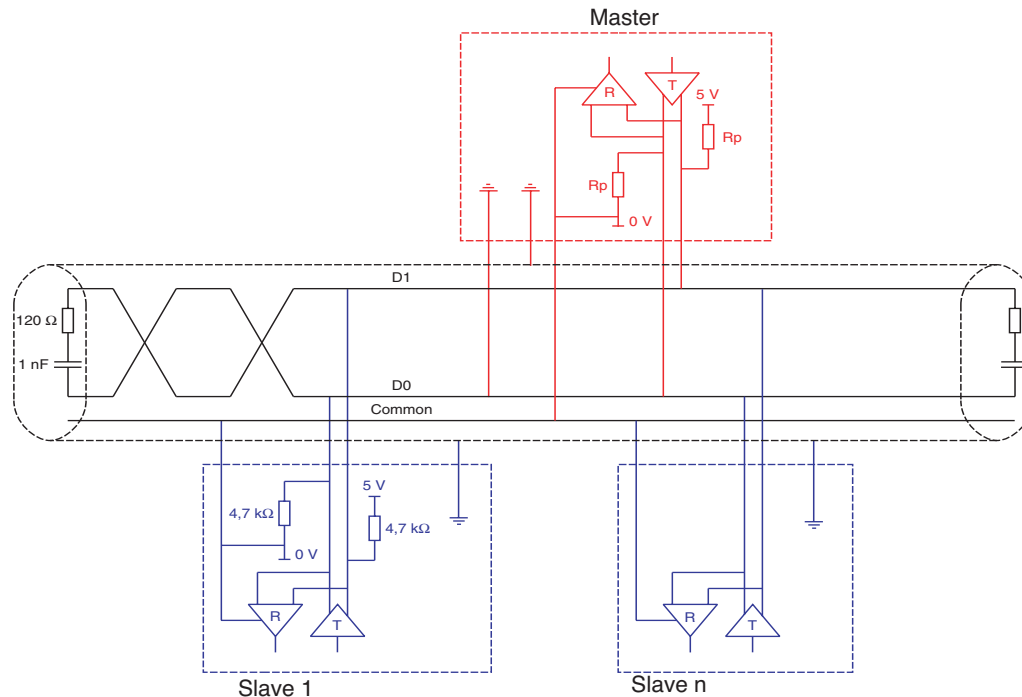 Master
R
T
5 V
Rp
Rp
0 V
D1
120 Ω
1 nF
D0
Common
5 V
4,7 kΩ
4,7 kΩ
0 V
R
T
R
T
Slave 1
Slave n